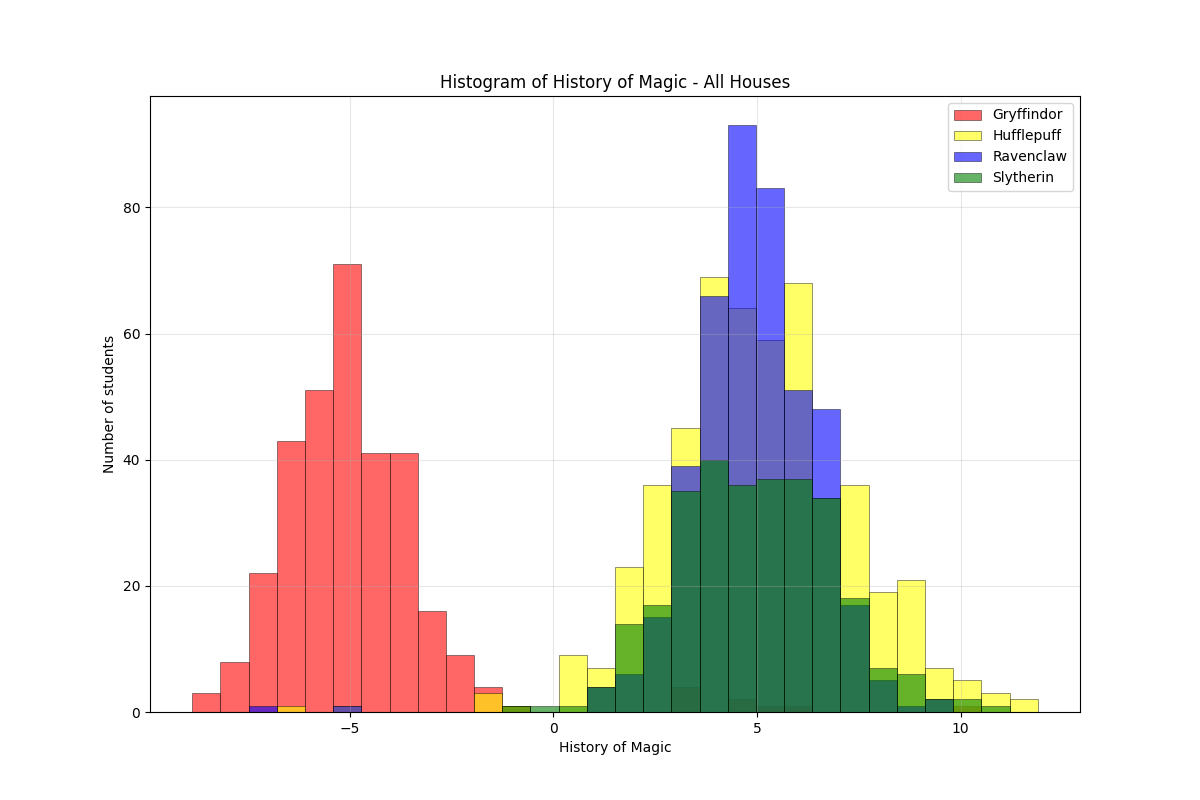 Histogram of History of Magic - All Houses
Gryffindor
Hufflepuff
Ravenclaw
Slytherin
Number of students
80
60
40
20
0
−5
0
5
10
History of Magic